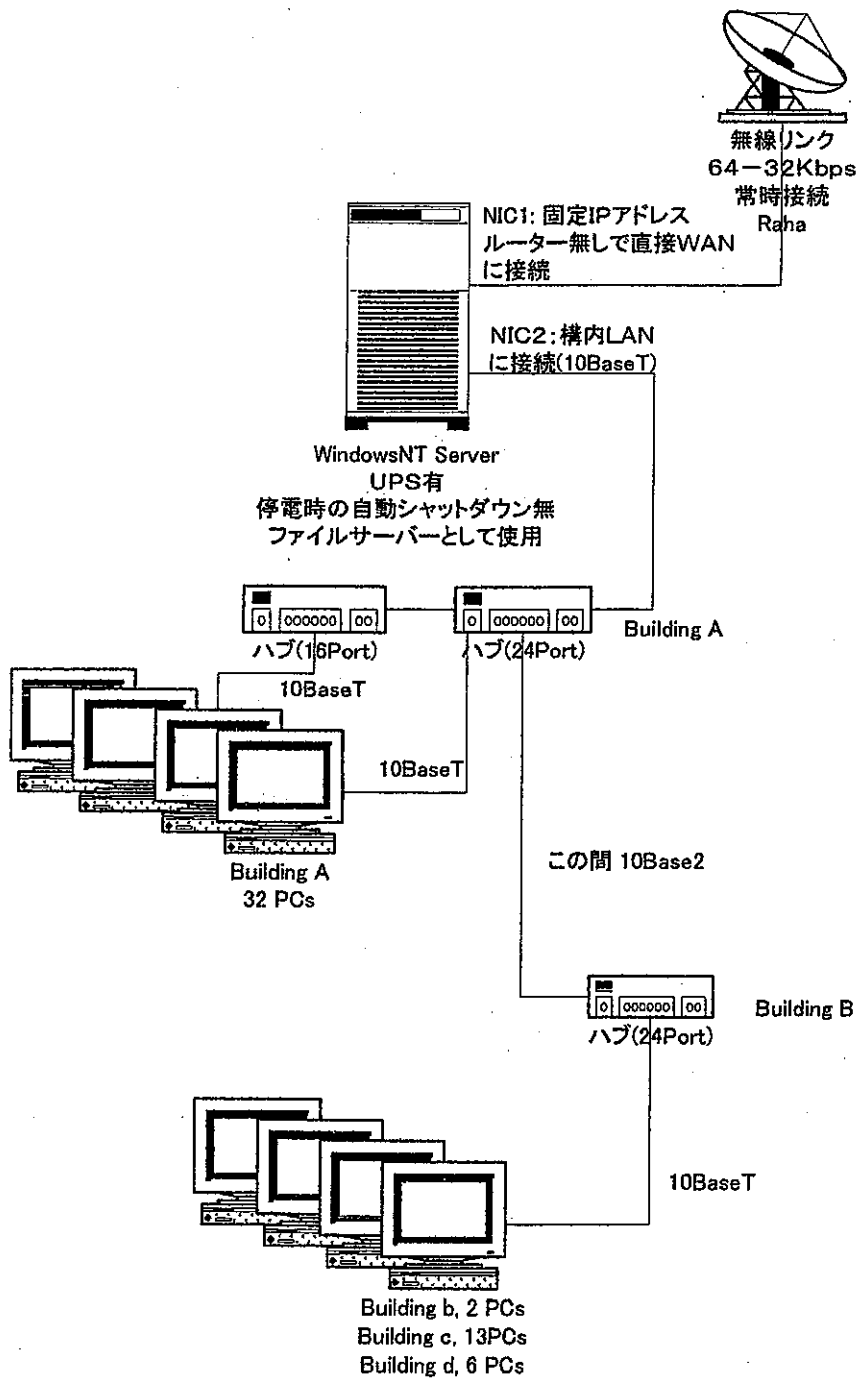 無線リンク
64-32Kbps
常時接続
Raha
NIC1: 固定IPアドレス
ルーター無しで直接WAN
に接続
NIC2:構内LAN
に接続(10BaseT)
WindowsNT Server
UPS有
停電時の自動シャットダウン無
ファイルサーバーとして使用
Building A
ハブ(16Port)
ハブ(24Port)
10BaseT
10BaseT
Building A
32 PCs
この間 10Base2
Building B
ハブ(24Port)
10BaseT
Building b, 2 PCs
Building c, 13PCs
Building d, 6 PCs